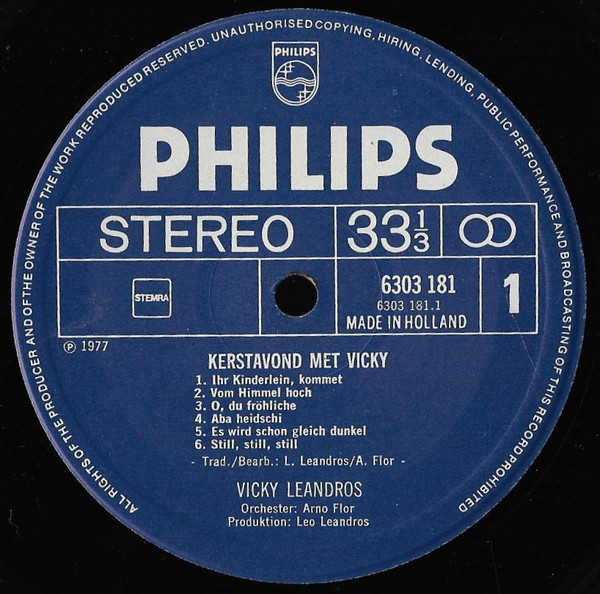 ALL RIGHTS OF THE PRODUCER AND OF THE OWNER OF THE WORK REPRODUCED RESERVED. UNAUTHORISED COPYING, HIRING, LENDING, PUBLIC PERFORMANCE AND BROADCASTING OF THIS RECORD PROHIBITED
PHILIPS
PHILIPS
STEREO 33 1/3
STEMRA
6303 181
6303 181.1
MADE IN HOLLAND
1
℗ 1977
KERSTAVOND MET VICKY
1. Ihr Kinderlein, kommet
2. Vom Himmel hoch
3. O, du fröhliche
4. Aba heidschi
5. Es wird schon gleich dunkel
6. Still, still, still
- Trad./Bearb.: L. Leandros/A. Flor -
VICKY LEANDROS
Orchester: Arno Flor
Produktion: Leo Leandros